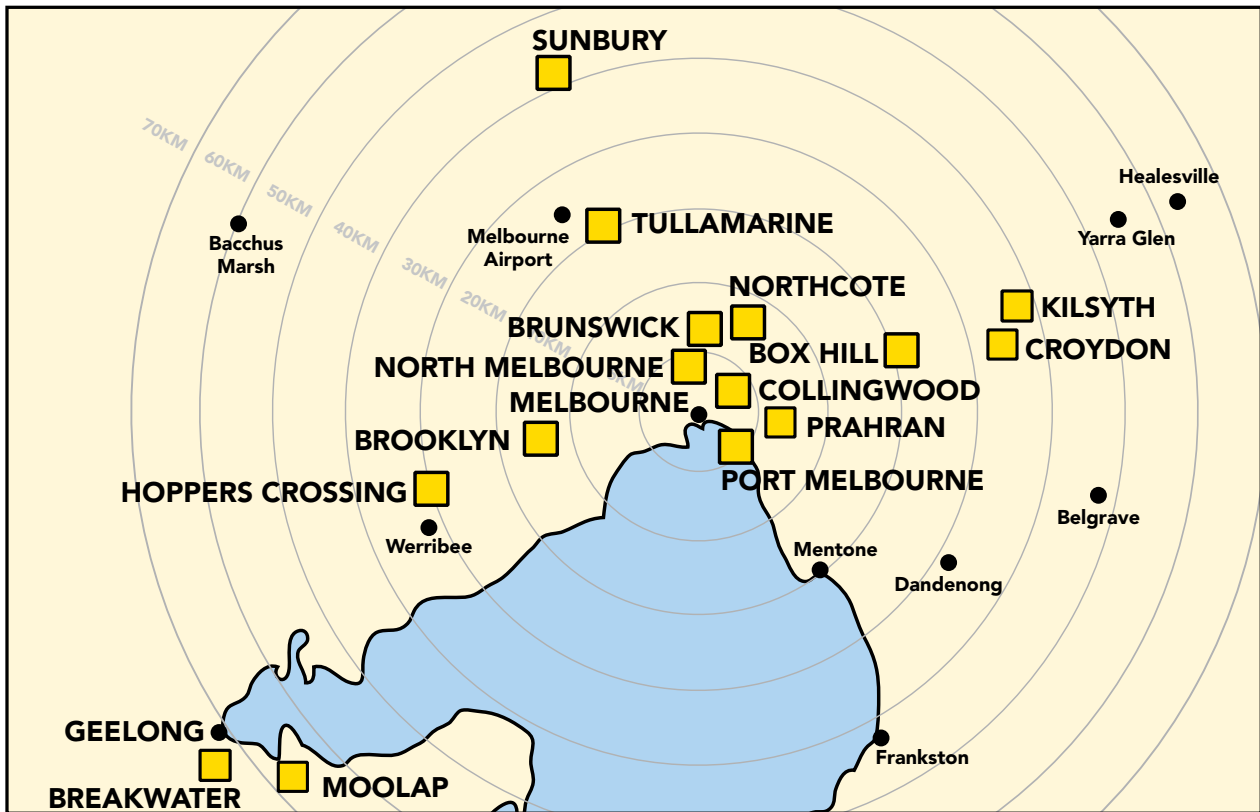 SUNBURY
70KM
60KM
50KM
40KM
30KM
20KM
Healesville
Yarra Glen
Bacchus
Marsh
Melbourne
Airport
TULLAMARINE
NORTHCOTE
KILSYTH
BRUNSWICK
BOX HILL
CROYDON
NORTH MELBOURNE
COLLINGWOOD
MELBOURNE
PRAHRAN
BROOKLYN
PORT MELBOURNE
HOPPERS CROSSING
Belgrave
Werribee
Mentone
Dandenong
GEELONG
Frankston
MOOLAP
BREAKWATER